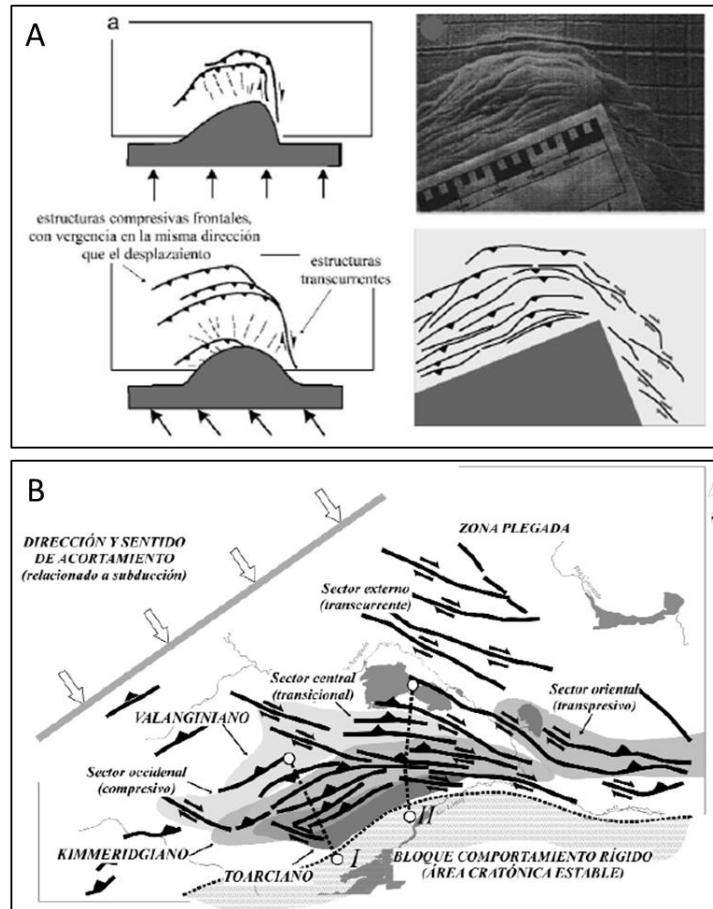 A
a
estructuras compresivas frontales,
con vergencia en la misma dirección
que el desplazaiento
estructuras
transcurrentes
B
DIRECCIÓN Y SENTIDO
DE ACORTAMIENTO
(relacionado a subducción)
ZONA PLEGADA
Sector externo
(transcurrente)
Sector central
(transicional)
Sector oriental
(transpresivo)
VALANGINIANO
Sector occidenal
(compresivo)
KIMMERIDGIANO
TOARCIANO
I
II
BLOQUE COMPORTAMIENTO RÍGIDO
(ÁREA CRATÓNICA ESTABLE)